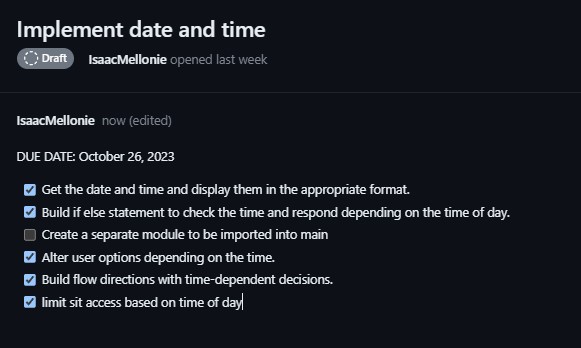 Implement date and time
Draft IsaacMellonie opened last week
IsaacMellonie now (edited)
DUE DATE: October 26, 2023
Get the date and time and display them in the appropriate format.
Build if else statement to check the time and respond depending on the time of day.
Create a separate module to be imported into main
Alter user options depending on the time.
Build flow directions with time-dependent decisions.
limit sit access based on time of day